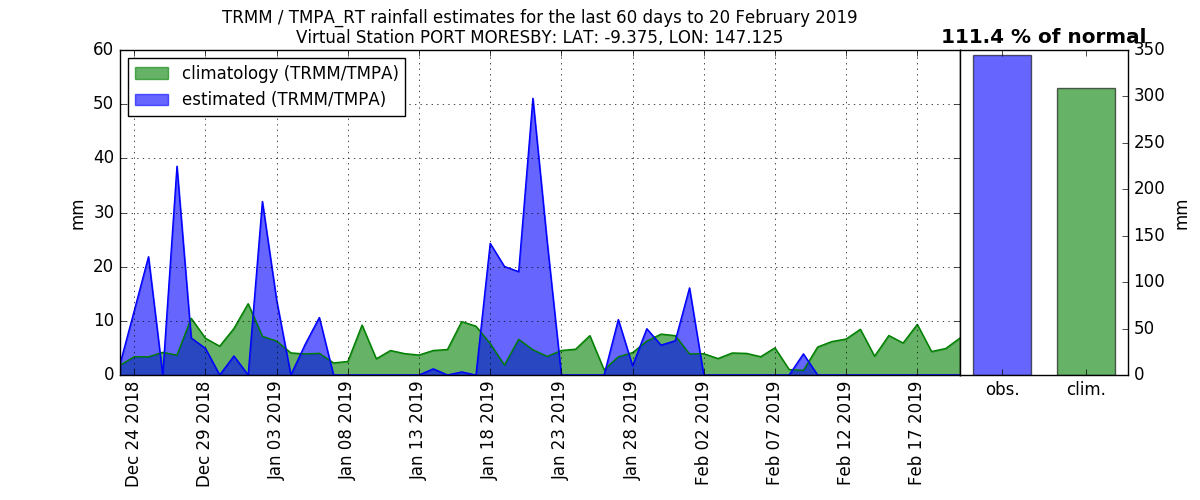 TRMM / TMPA_RT rainfall estimates for the last 60 days to 20 February 2019
Virtual Station PORT MORESBY: LAT: -9.375, LON: 147.125
111.4 % of normal
climatology (TRMM/TMPA)
estimated (TRMM/TMPA)
mm
60
50
40
30
20
10
0
Dec 24 2018
Dec 29 2018
Jan 03 2019
Jan 08 2019
Jan 13 2019
Jan 18 2019
Jan 23 2019
Jan 28 2019
Feb 02 2019
Feb 07 2019
Feb 12 2019
Feb 17 2019
obs.
clim.
350
300
250
200
150
100
50
0
mm